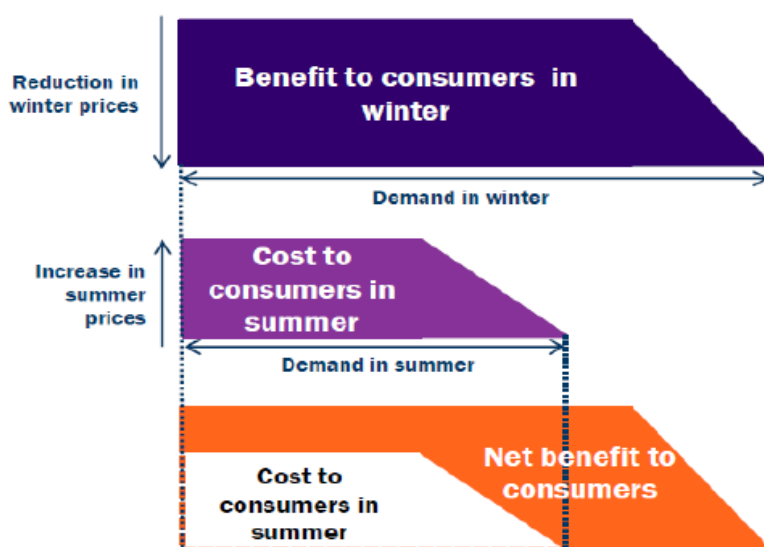 Benefit to consumers in
winter
Reduction in
winter prices
Demand in winter
Cost to
consumers in
summer
Increase in
summer
prices
Demand in summer
Net benefit to
consumers
Cost to
consumers in
summer